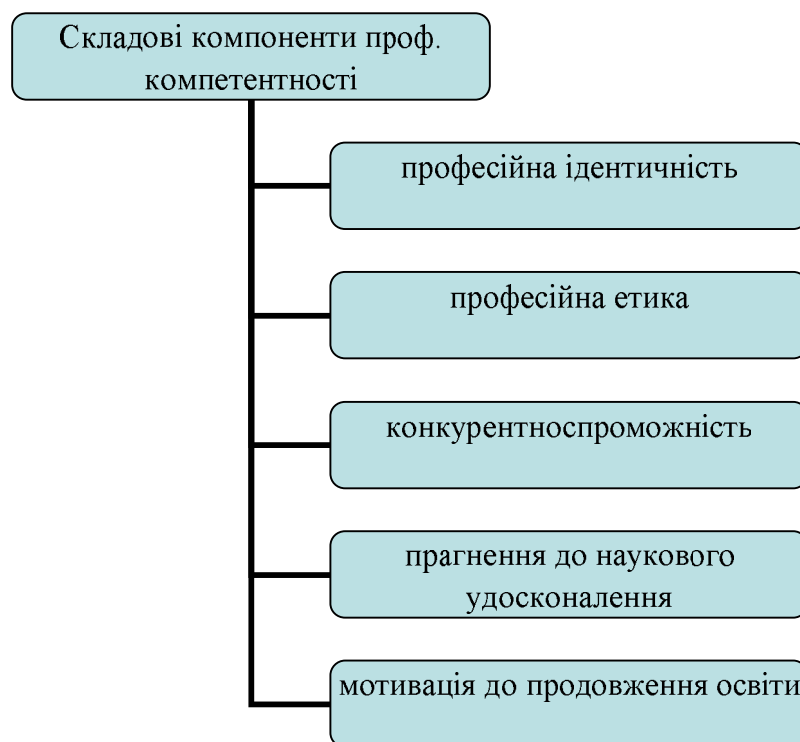 Складові компоненти проф.
компетентності
професійна ідентичність
професійна етика
конкурентноспроможність
прагнення до наукового
удосконалення
мотивація до продовження освіти